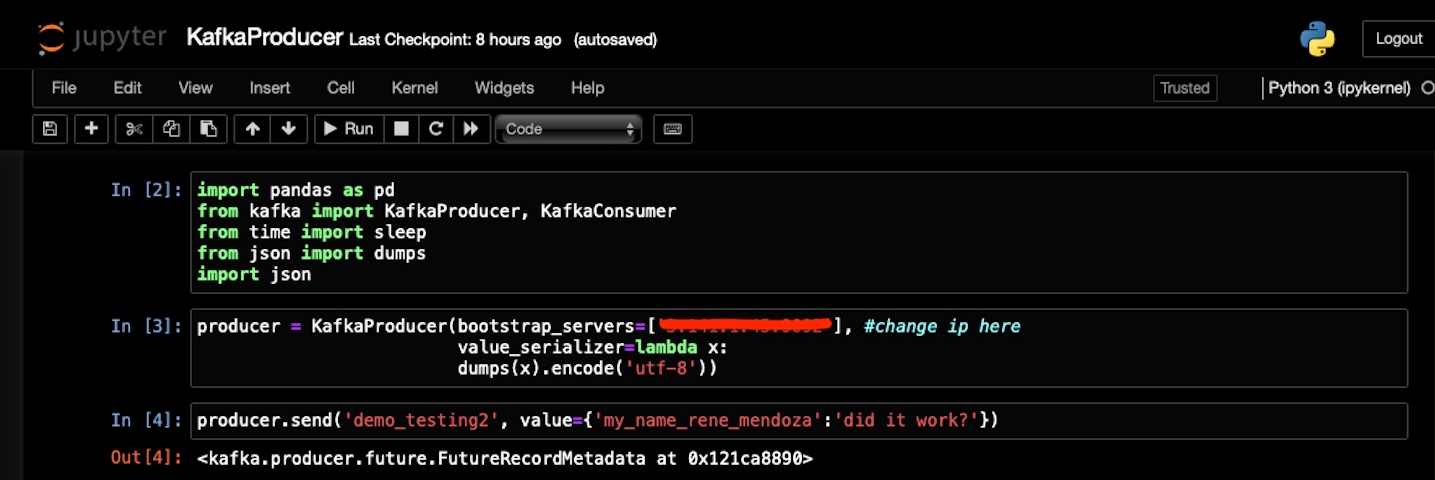 jupyter KafkaProducer Last Checkpoint: 8 hours ago (autosaved) Logout
File Edit View Insert Cell Kernel Widgets Help Trusted Python 3 (ipykernel)
Run Code
In [2]: import pandas as pd
from kafka import KafkaProducer, KafkaConsumer
from time import sleep
from json import dumps
import json
In [3]: producer = KafkaProducer(bootstrap_servers=[ ], #change ip here
value_serializer=lambda x:
dumps(x).encode('utf-8'))
In [4]: producer.send('demo_testing2', value={'my_name_rene_mendoza':'did it work?'})
Out[4]: <kafka.producer.future.FutureRecordMetadata at 0x121ca8890>